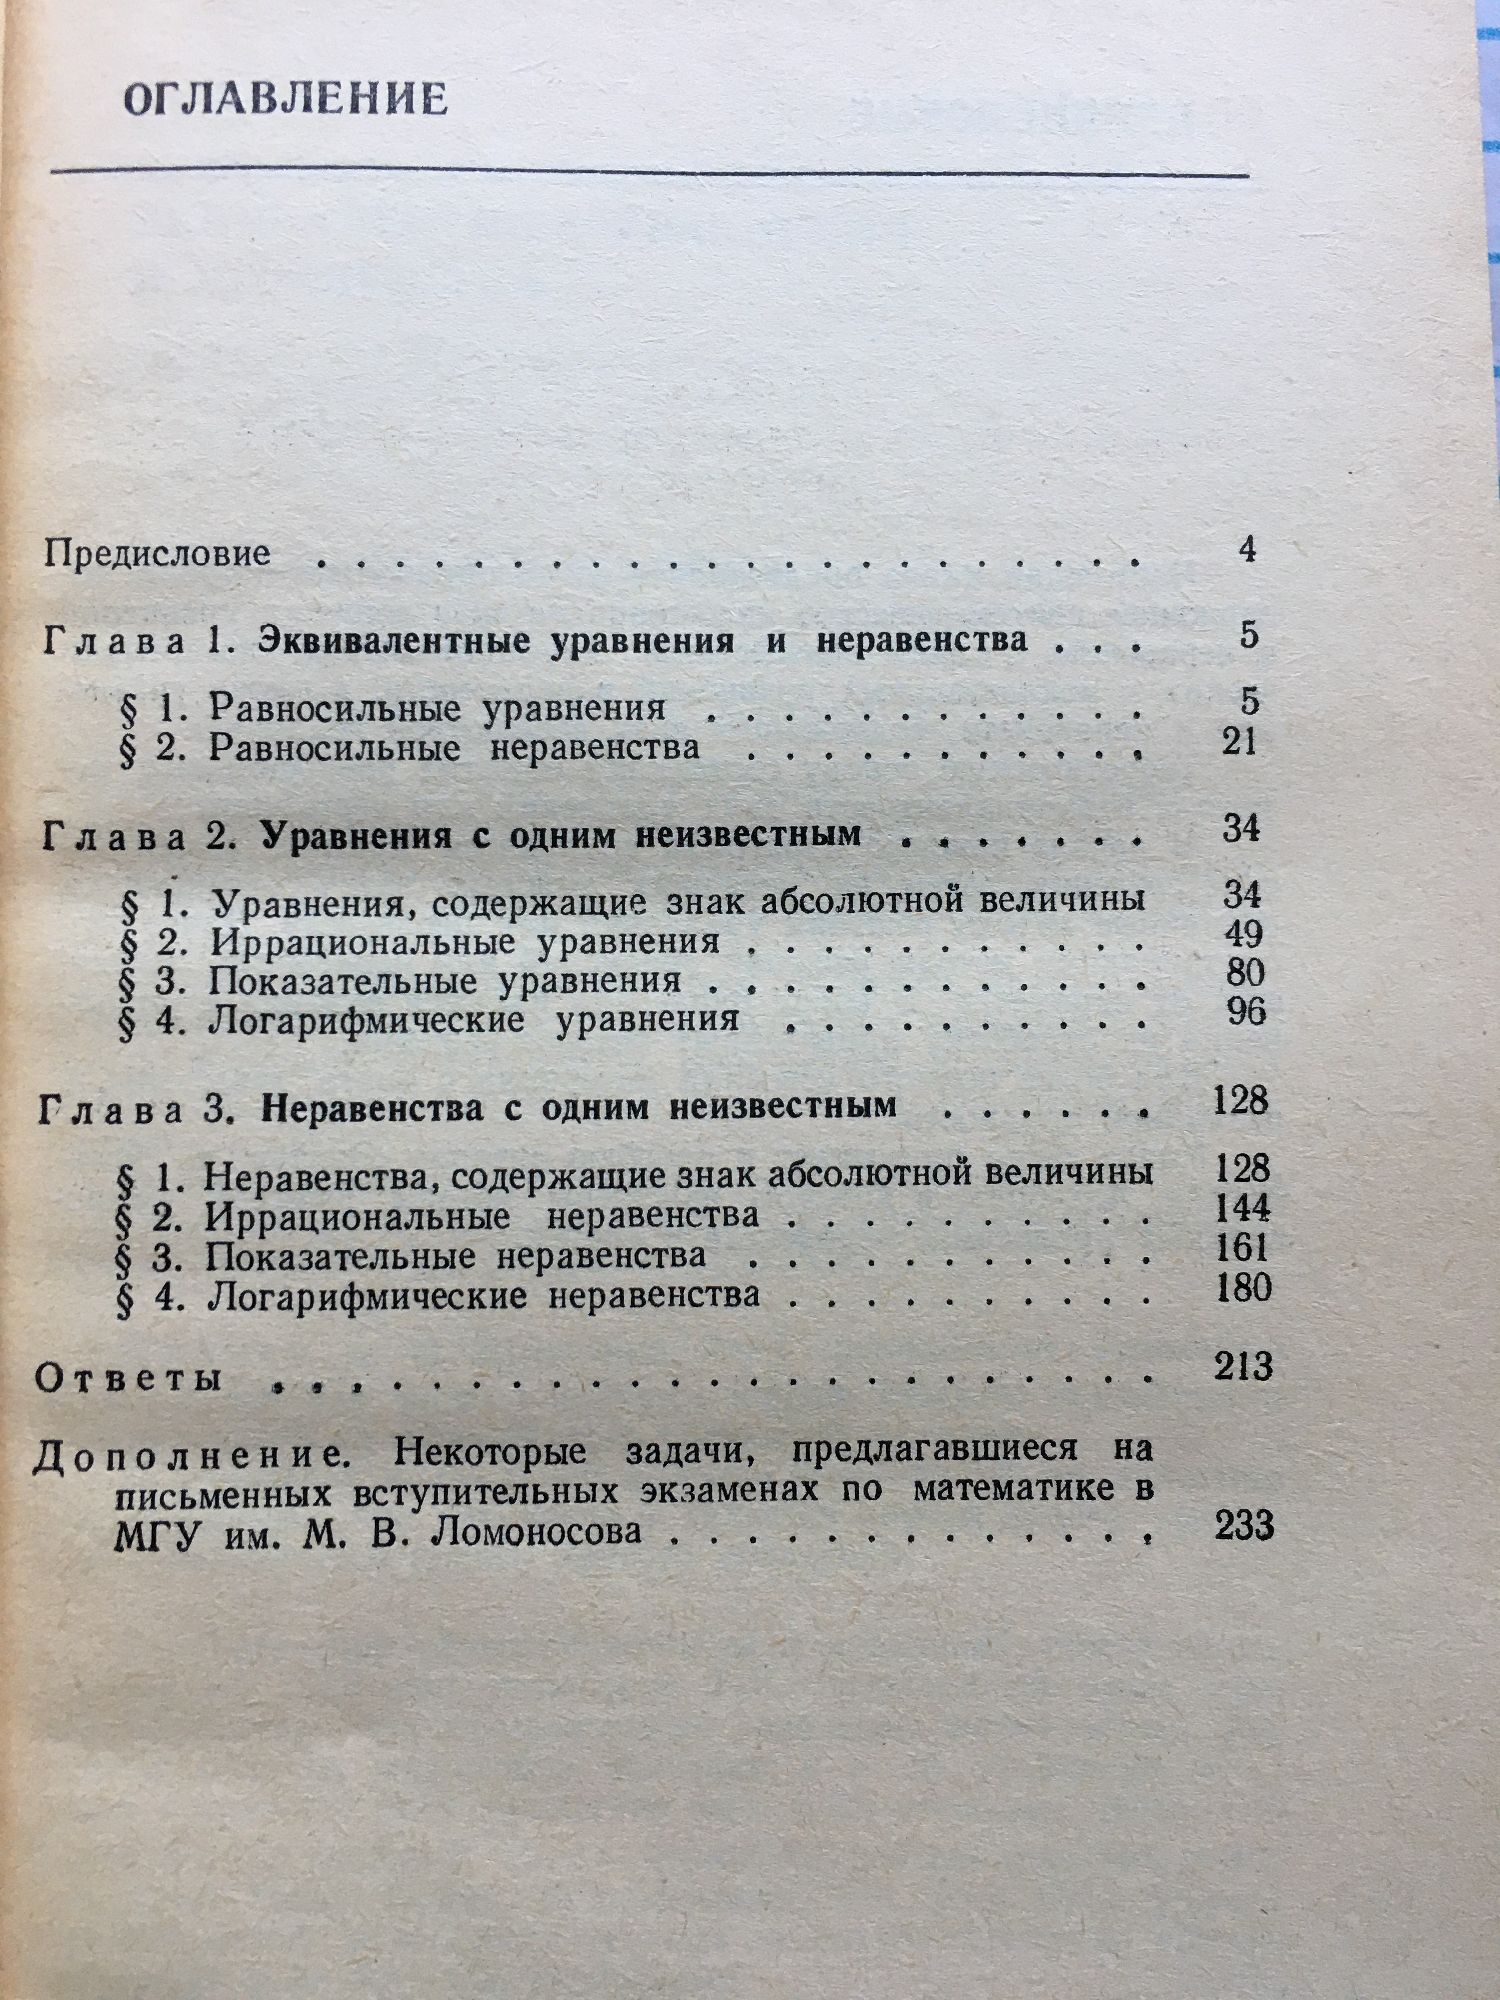 ОГЛАВЛЕНИЕ
Предисловие . . . . . . . . . . . . . . . . . . . . . . 4
Глава 1. Эквивалентные уравнения и неравенства . . . 5
§ 1. Равносильные уравнения . . . . . . . . . . . . 5
§ 2. Равносильные неравенства . . . . . . . . . . . 21
Глава 2. Уравнения с одним неизвестным . . . . . . . 34
§ 1. Уравнения, содержащие знак абсолютной величины 34
§ 2. Иррациональные уравнения . . . . . . . . . . . 49
§ 3. Показательные уравнения . . . . . . . . . . . . 80
§ 4. Логарифмические уравнения . . . . . . . . . . 96
Глава 3. Неравенства с одним неизвестным . . . . . . 128
§ 1. Неравенства, содержащие знак абсолютной величины 128
§ 2. Иррациональные неравенства . . . . . . . . . . 144
§ 3. Показательные неравенства . . . . . . . . . . . 161
§ 4. Логарифмические неравенства . . . . . . . . . . 180
Ответы . . . . . . . . . . . . . . . . . . . . . . . 213
Дополнение. Некоторые задачи, предлагавшиеся на
письменных вступительных экзаменах по математике в
МГУ им. М. В. Ломоносова . . . . . . . . . . . . . 233